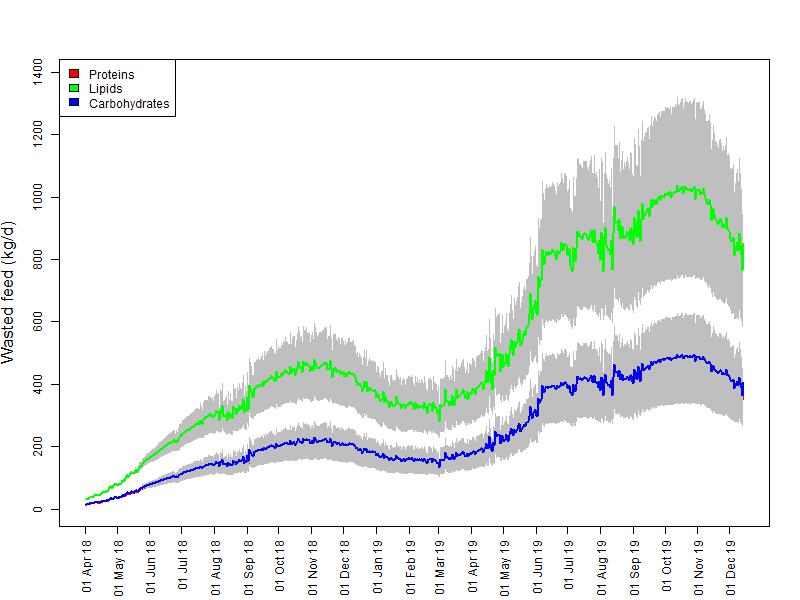 Proteins
Lipids
Carbohydrates
Wasted feed (kg/d)
1400
1200
1000
800
600
400
200
0
01 Apr 18
01 May 18
01 Jun 18
01 Jul 18
01 Aug 18
01 Sep 18
01 Oct 18
01 Nov 18
01 Dec 18
01 Jan 19
01 Feb 19
01 Mar 19
01 Apr 19
01 May 19
01 Jun 19
01 Jul 19
01 Aug 19
01 Sep 19
01 Oct 19
01 Nov 19
01 Dec 19